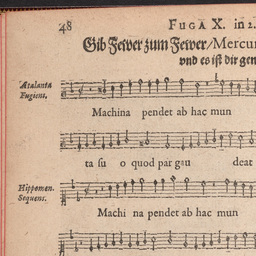 48 FUGA X. in 2.
Gib Fewer zum Fewer/Mercur
vnd es ist dir gen
Atalanta
Fugiens.
Machina pendet ab hac mun
ta su o quod par gau deat
Hippomen.
Sequens.
Machi na pendet ab hac mun